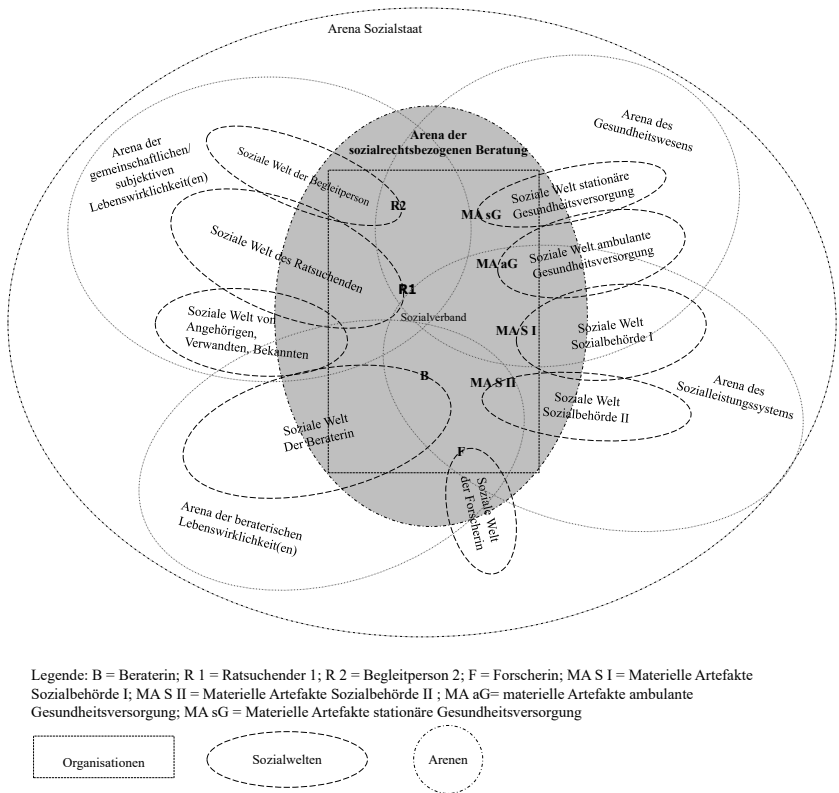 Arena Sozialstaat
Arena des
Gesundheitswesens
Arena der
sozialrechtsbezogenen Beratung
Arena der
gemeinschaftlichen/
subjektiven
Lebenswirklichkeit(en)
Soziale Welt der Begleitperson
R2
MA sG
Soziale Welt stationäre
Gesundheitsversorgung
Soziale Welt des Ratsuchenden
MA aG
Soziale Welt ambulante
Gesundheitsversorgung
R1
Sozialverband
Soziale Welt von
Angehörigen,
Verwandten, Bekannten
MA S I
Soziale Welt
Sozialbehörde I
B
MA S II
Soziale Welt
Sozialbehörde II
Arena des
Sozialleistungssystems
Soziale Welt
Der Beraterin
F
Soziale Welt
der Forscherin
Arena der beraterischen
Lebenswirklichkeit(en)
Legende: B = Beraterin; R 1 = Ratsuchender 1; R 2 = Begleitperson 2; F = Forscherin; MA S I = Materielle Artefakte
Sozialbehörde I; MA S II = Materielle Artefakte Sozialbehörde II ; MA aG= materielle Artefakte ambulante
Gesundheitsversorgung; MA sG = Materielle Artefakte stationäre Gesundheitsversorgung
Organisationen
Sozialwelten
Arenen